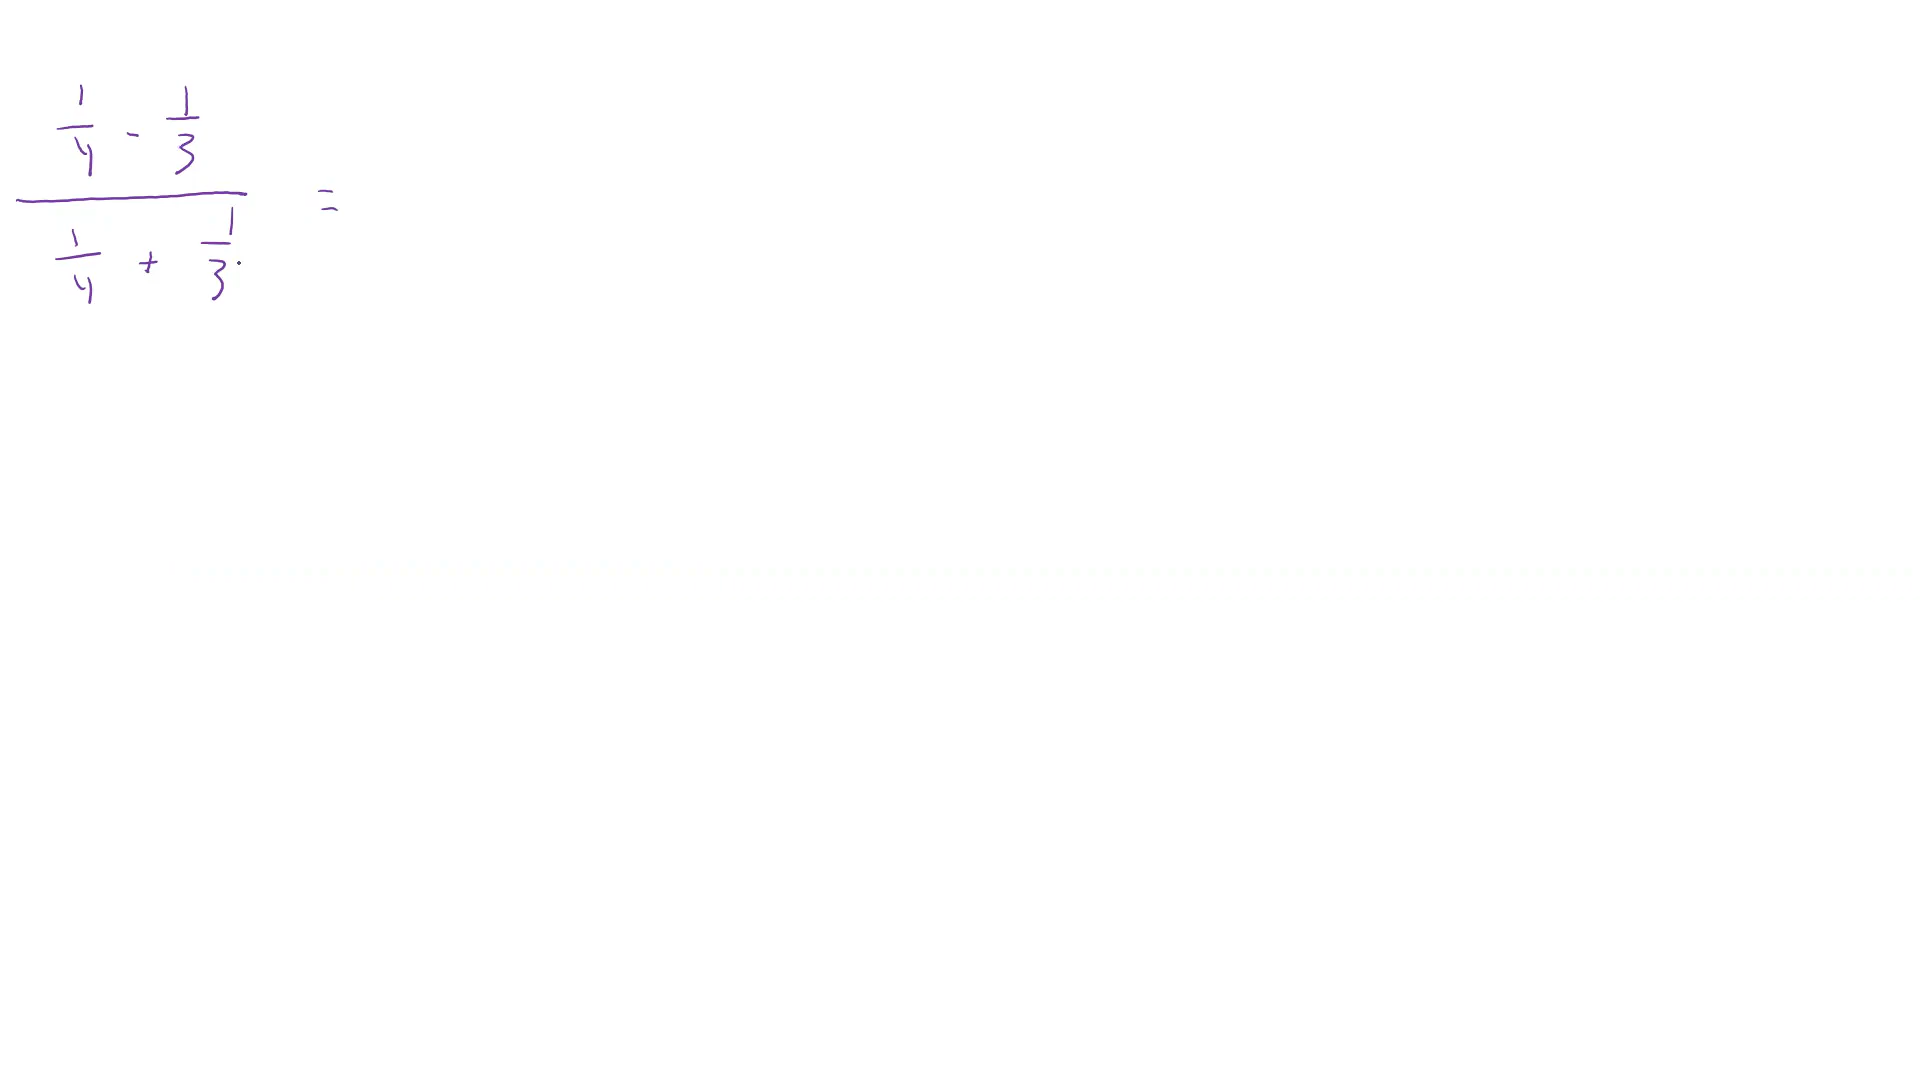 1/4 - 1/3
=
1/4 + 1/3